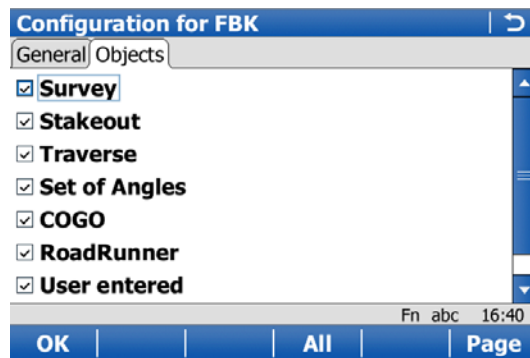 Configuration for FBK
General Objects
Survey
Stakeout
Traverse
Set of Angles
COGO
RoadRunner
User entered
Fn abc 16:40
OK All Page